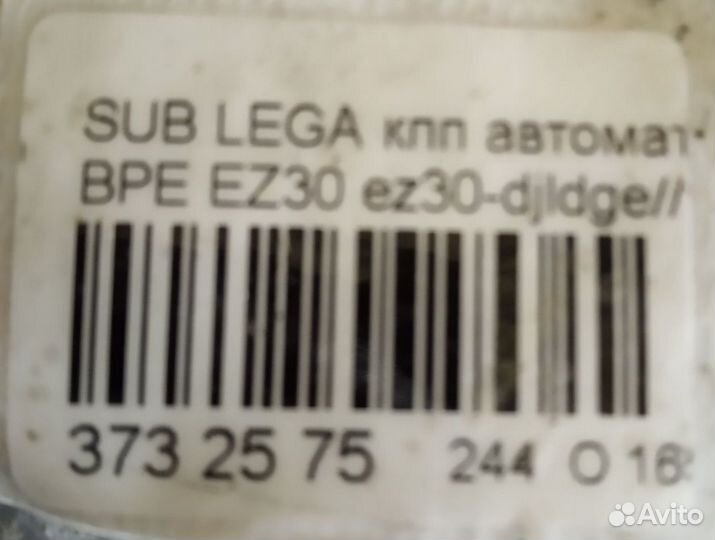 SUB LEGA кпп автомат
BPE EZ30 ez30-djldge//
373 25 75 244 O 16
Avito